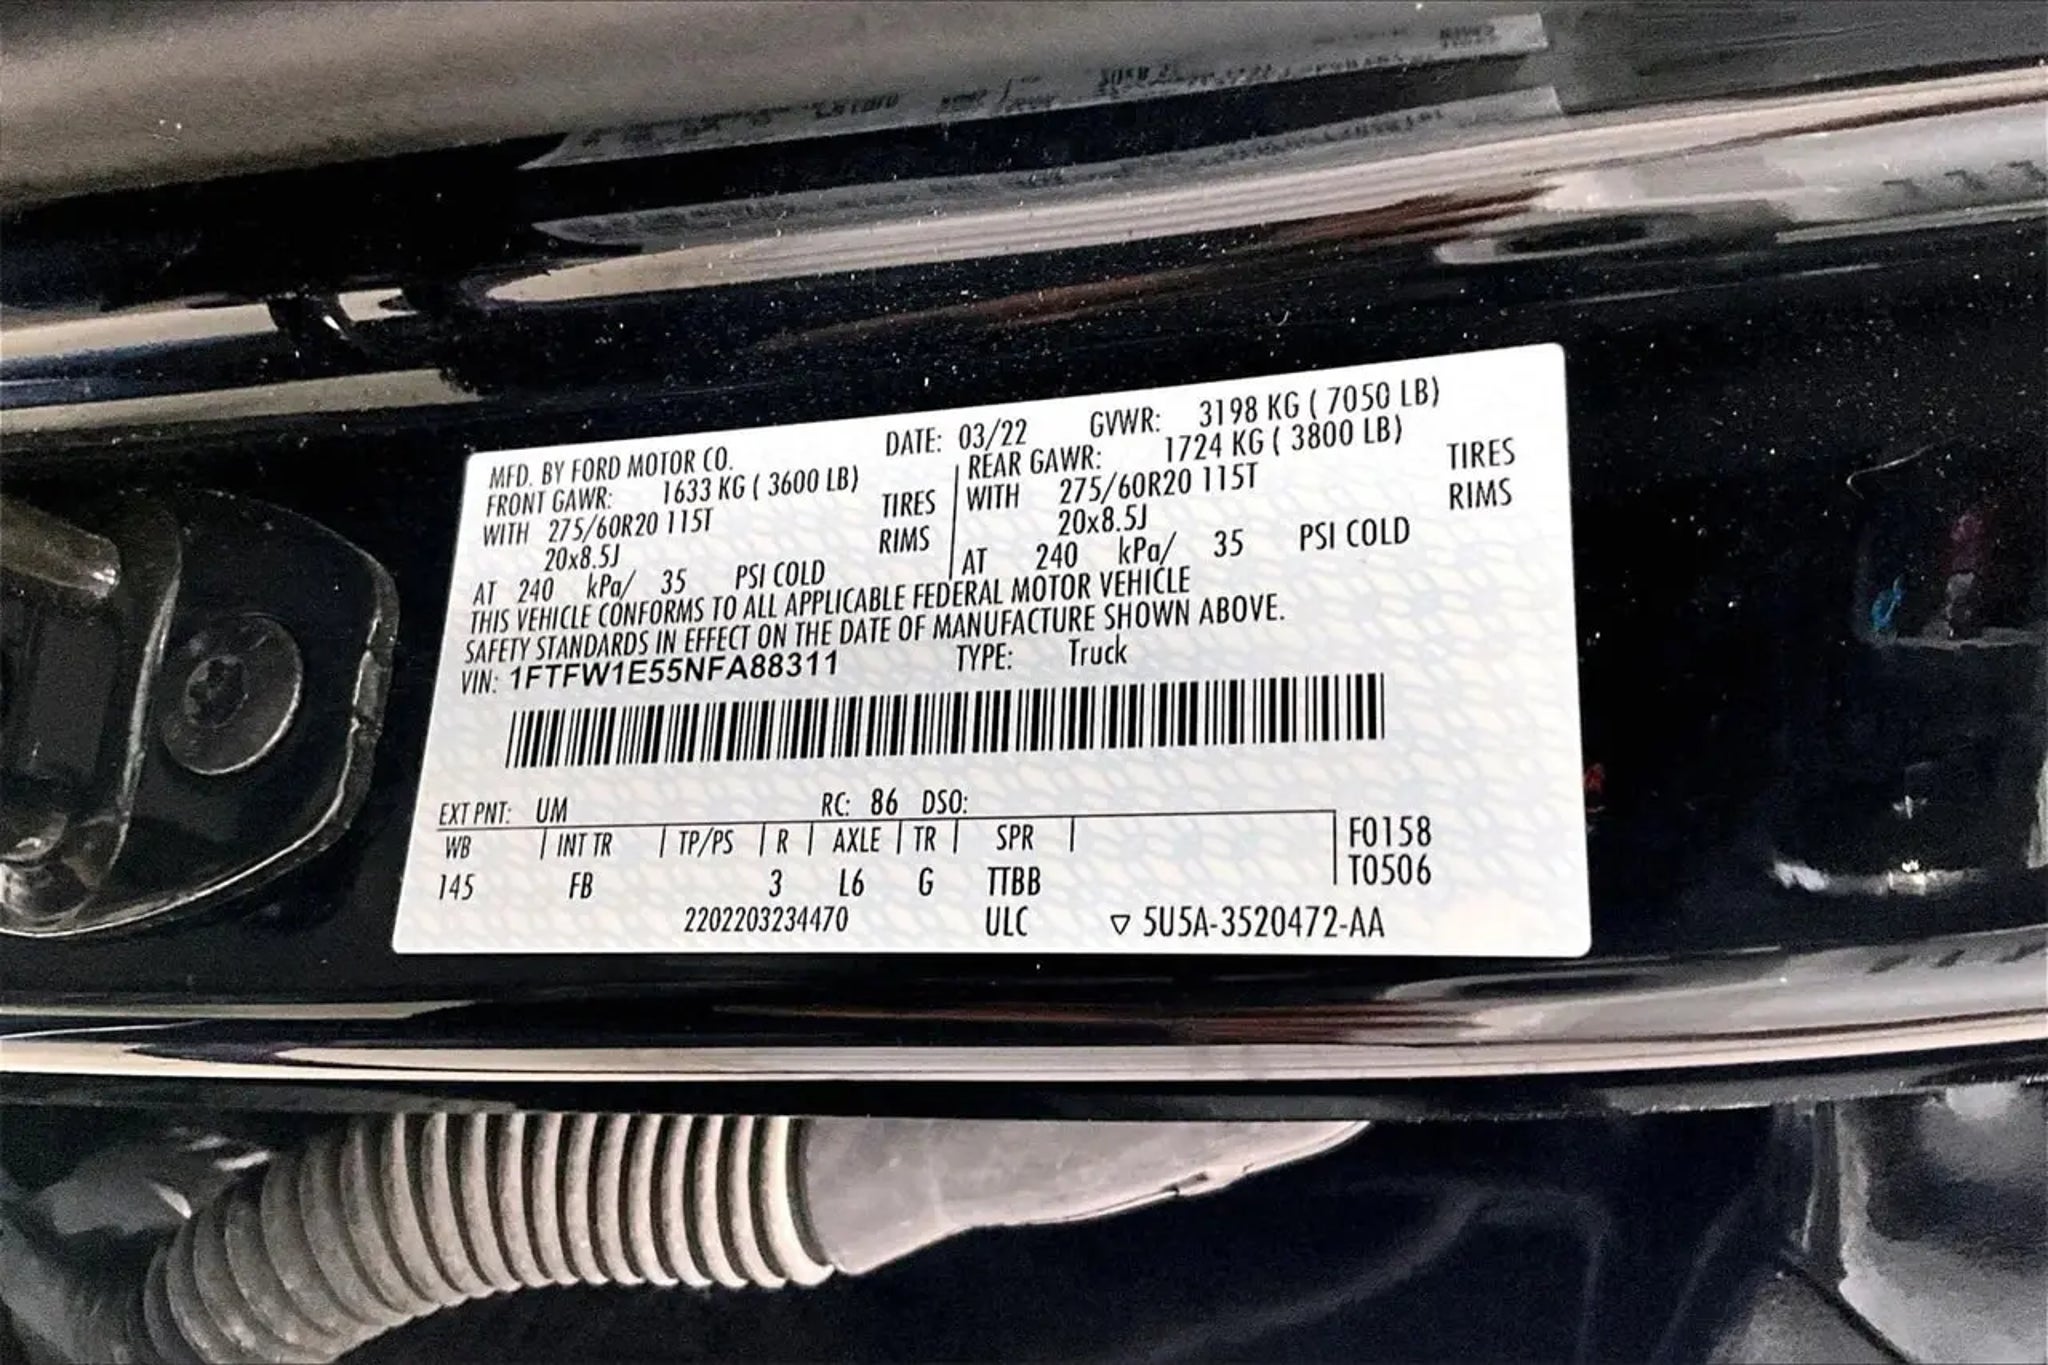 MFD. BY FORD MOTOR CO. DATE: 03/22 GVWR: 3198 KG ( 7050 LB)
FRONT GAWR: 1633 KG ( 3600 LB) REAR GAWR: 1724 KG ( 3800 LB)
WITH 275/60R20 115T TIRES WITH 275/60R20 115T TIRES
20x8.5J RIMS 20x8.5J RIMS
AT 240 kPa/ 35 PSI COLD AT 240 kPa/ 35 PSI COLD
THIS VEHICLE CONFORMS TO ALL APPLICABLE FEDERAL MOTOR VEHICLE
SAFETY STANDARDS IN EFFECT ON THE DATE OF MANUFACTURE SHOWN ABOVE.
VIN: 1FTFW1E55NFA88311 TYPE: Truck
EXT PNT: UM RC: 86 DSO:
WB INT TR TP/PS R AXLE TR SPR F0158
145 FB 3 L6 G TTBB T0506
2202203234470 ULC ▽ 5U5A-3520472-AA